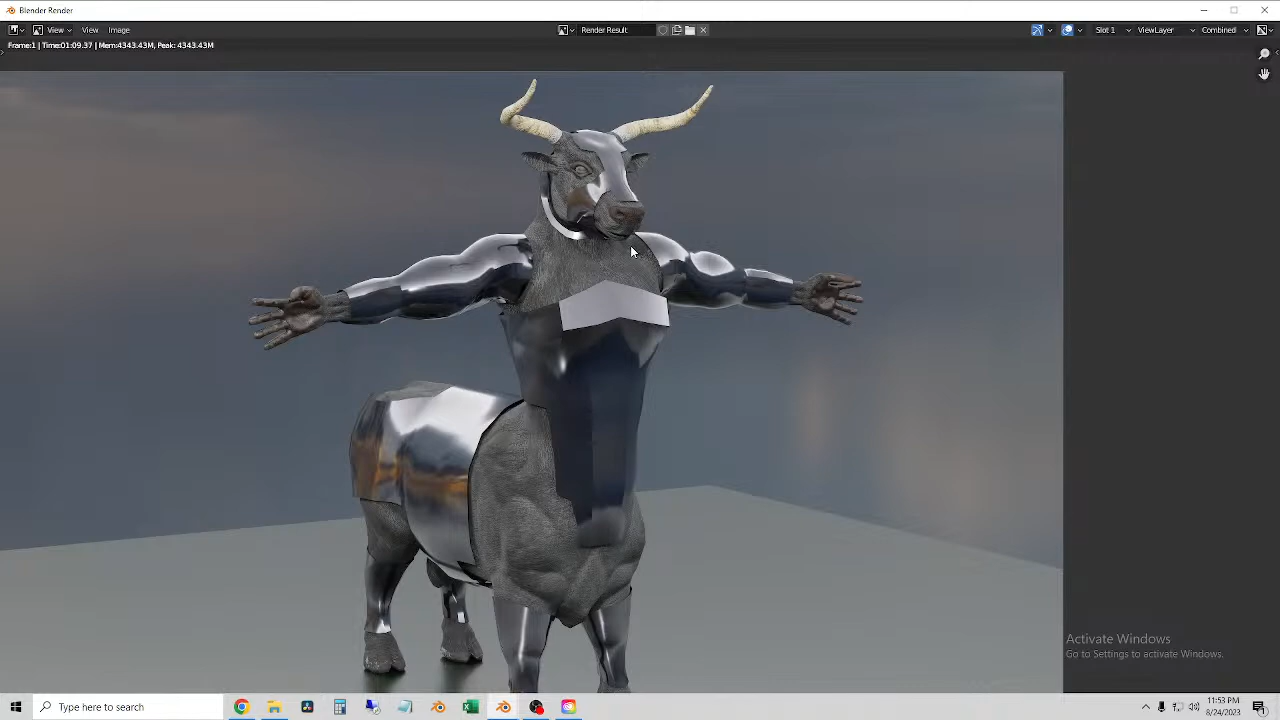 Blender Render
View
View
Image
Render Result
Slot 1
ViewLayer
Combined
Frame:1 | Time:01:09.37 | Mem:4343.43M, Peak: 4343.43M
Activate Windows
Go to Settings to activate Windows.
Type here to search
11:53 PM
8/24/2023